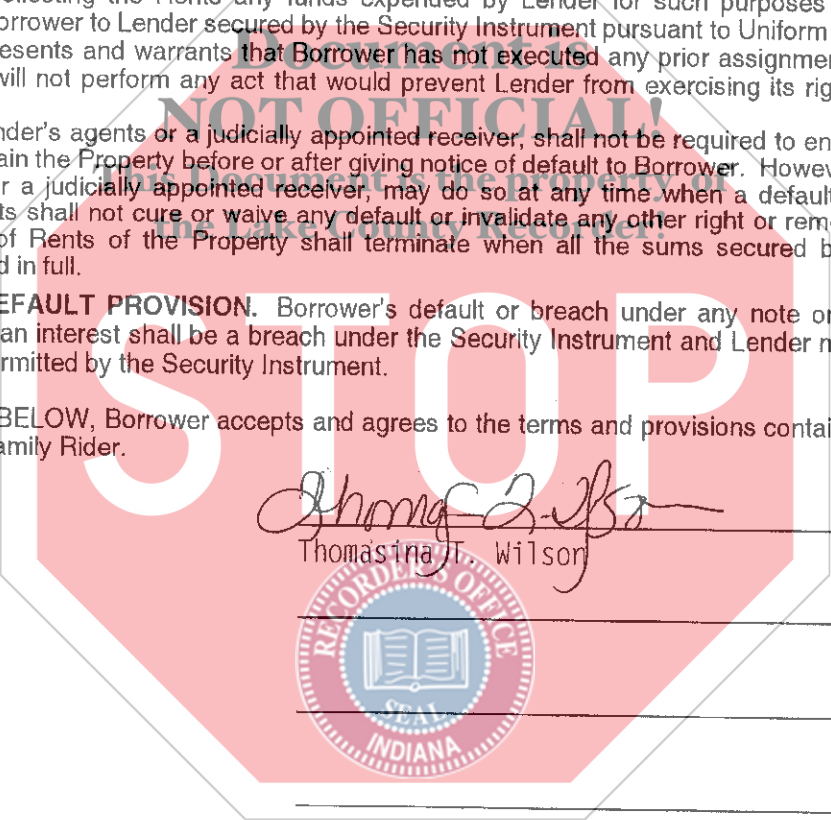 ollecting the Rents any funds expended by Lender for such purposes
orrower to Lender secured by the Security Instrument pursuant to Uniform
esents and warrants that Borrower has not executed any prior assignmen
will not perform any act that would prevent Lender from exercising its rig
Document is
NOT OFFICIAL!
This Document is the property of
the Lake County Recorder!
nder's agents or a judicially appointed receiver, shall not be required to en
ain the Property before or after giving notice of default to Borrower. Howev
r a judicially appointed receiver, may do so at any time when a default
ts shall not cure or waive any default or invalidate any other right or rem
of Rents of the Property shall terminate when all the sums secured b
d in full.
EFAULT PROVISION. Borrower's default or breach under any note or
an interest shall be a breach under the Security Instrument and Lender m
rmitted by the Security Instrument.
STOP
BELOW, Borrower accepts and agrees to the terms and provisions contai
amily Rider.
Thomasina T. Wilson
RECORDER'S OFFICE
SEAL
INDIANA